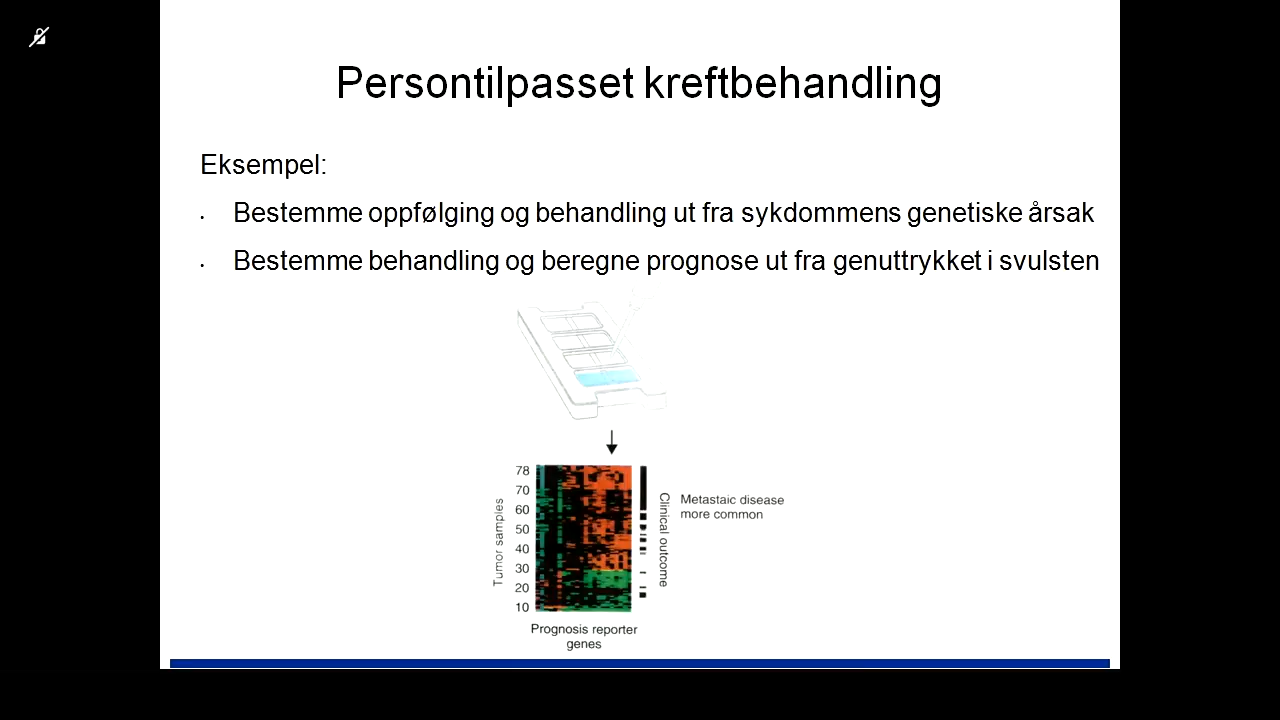 Persontilpasset kreftbehandling
Eksempel:
• Bestemme oppfølging og behandling ut fra sykdommens genetiske årsak
• Bestemme behandling og beregne prognose ut fra genuttrykket i svulsten
78
70
60
50
40
30
20
10
Tumor samples
Clinical outcome
Metastaic disease
more common
Prognosis reporter
genes